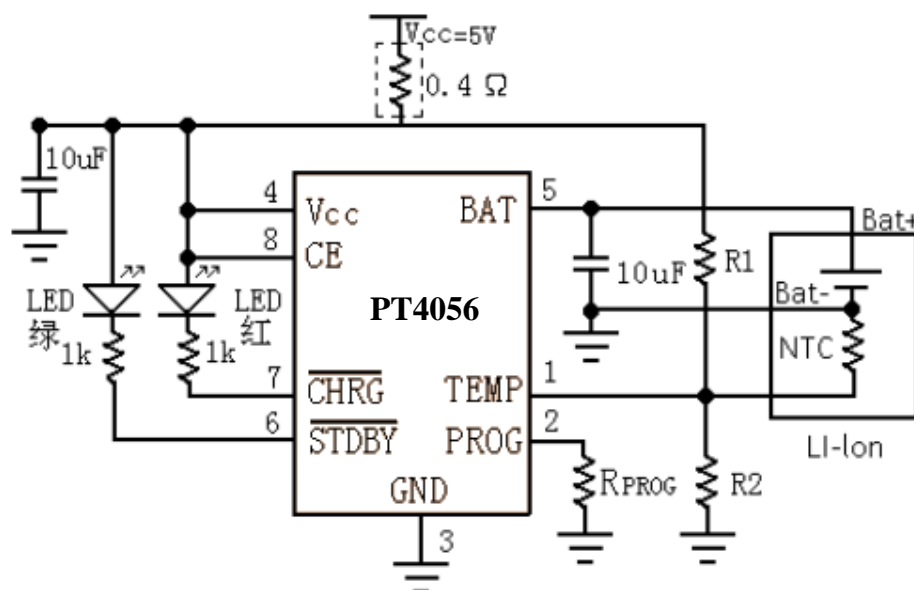 Vcc=5V
0.4 Ω
10uF
4
Vcc
8
CE
LED
绿
1k
LED
红
1k
7
CHRG
6
STDBY
PT4056
5
BAT
TEMP
1
PROG
2
GND
3
10uF
R1
R2
RPROG
Bat+
Bat-
NTC
LI-lon